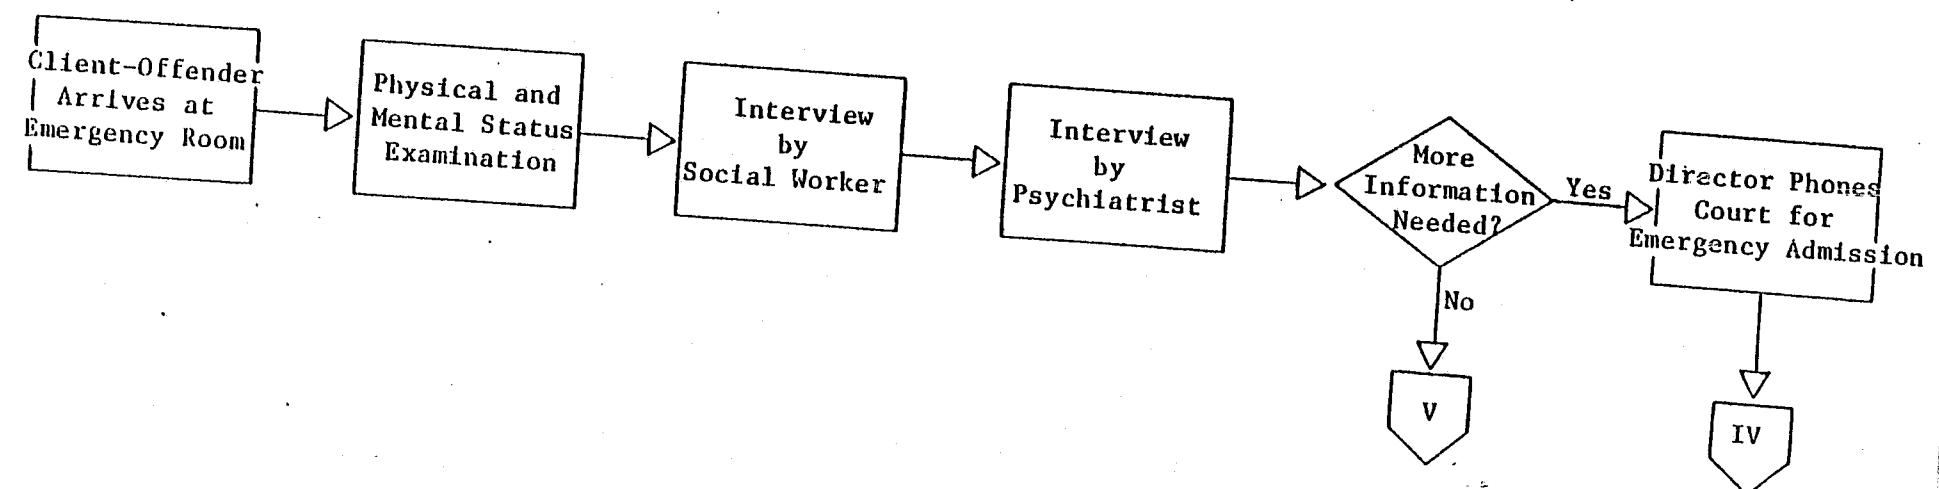 Client-Offender
Arrives at
Emergency Room
Physical and
Mental Status
Examination
Interview
by
Social Worker
Interview
by
Psychiatrist
More
Information
Needed?
Yes
No
Director Phones
Court for
Emergency Admission
V
IV